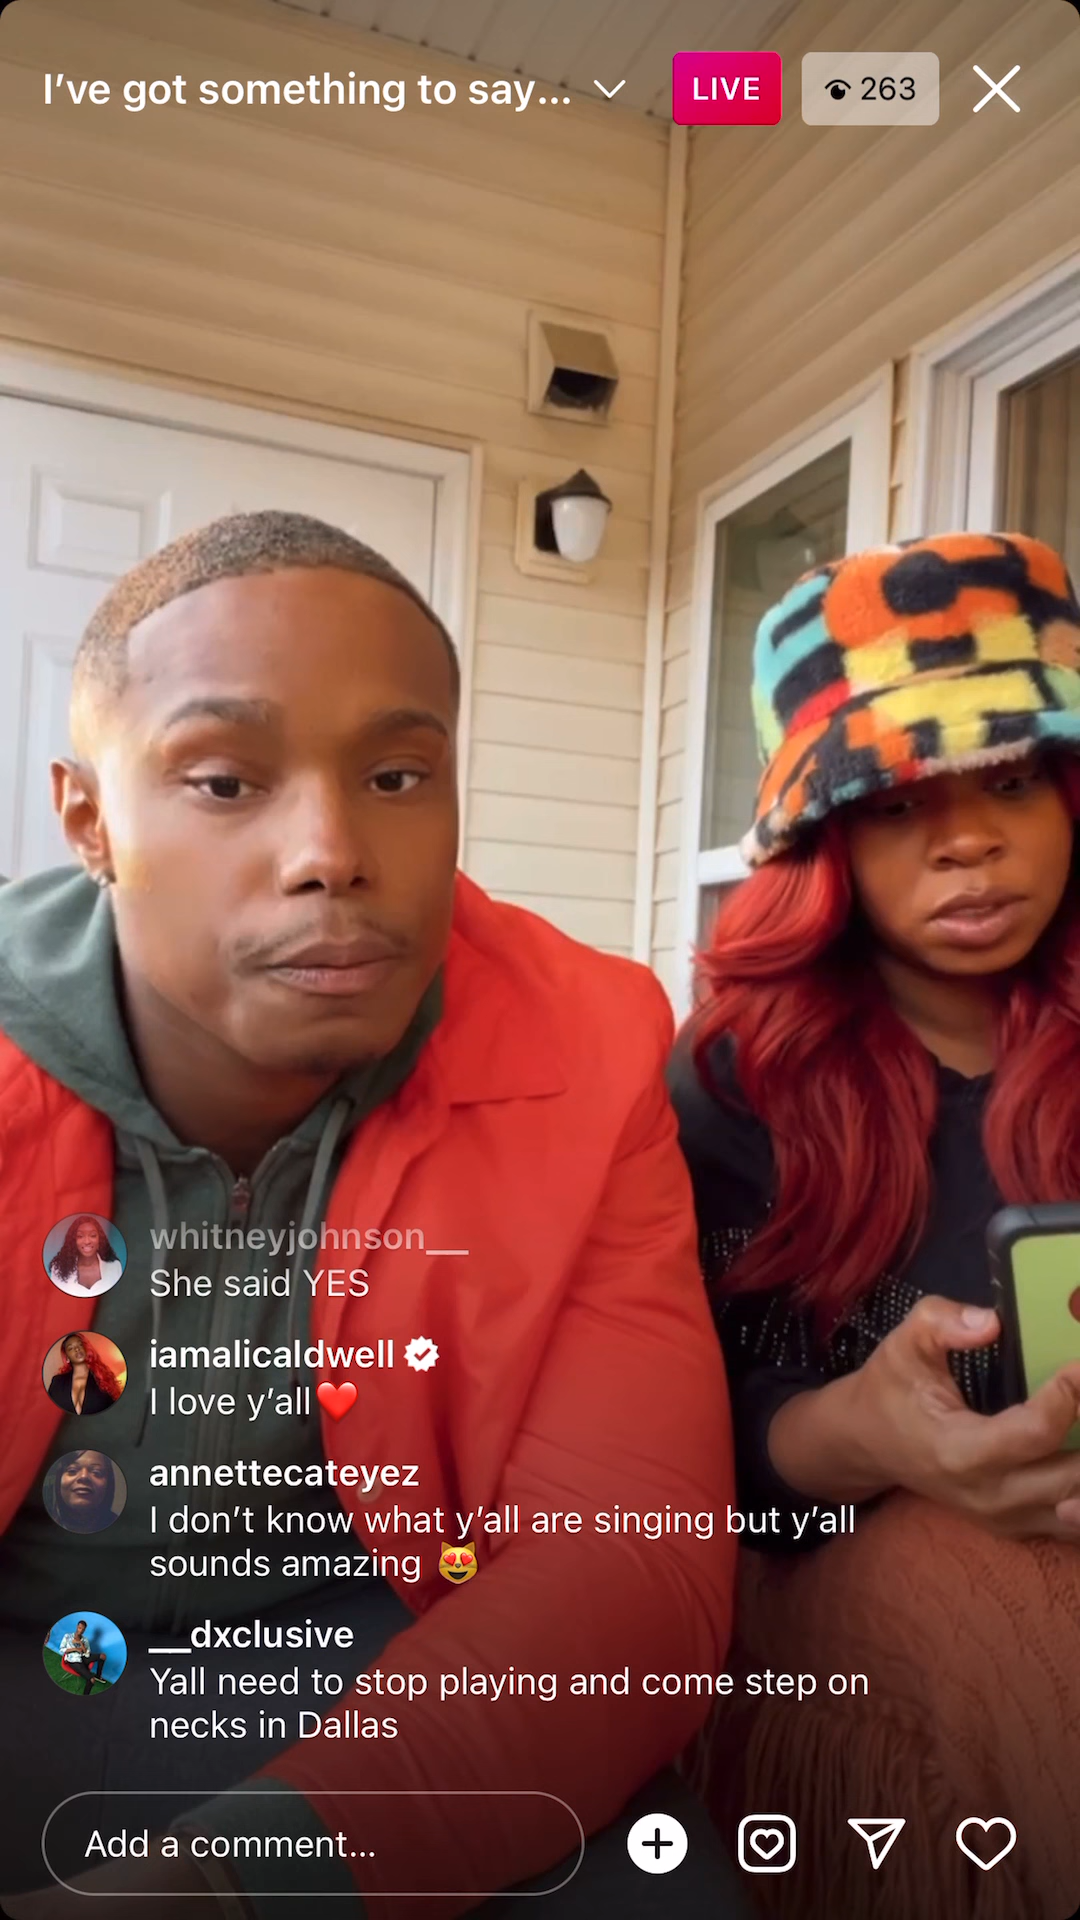 I’ve got something to say...
LIVE
263
whitneyjohnson__
She said YES
iamalicaldwell
I love y’all❤️
annettecateyez
I don’t know what y’all are singing but y’all
sounds amazing 😻
__dxclusive
Yall need to stop playing and come step on
necks in Dallas
Add a comment...